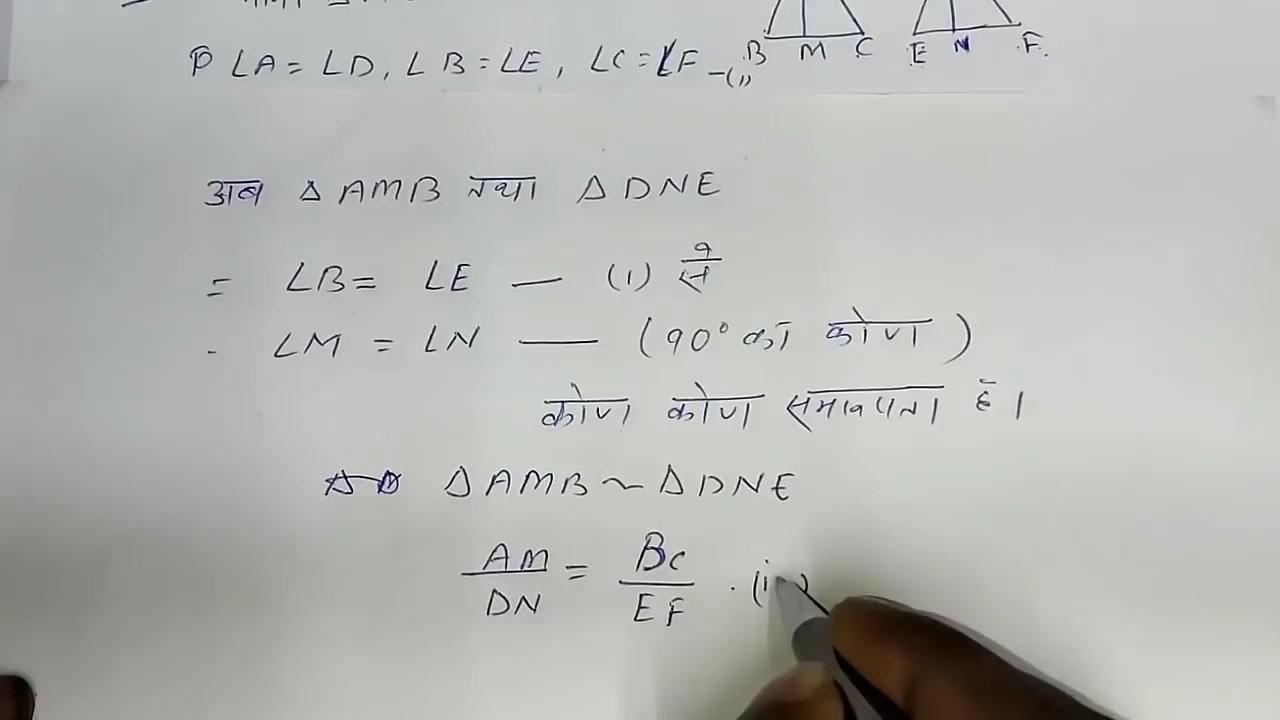 ∠A = ∠D, ∠B = ∠E, ∠C = ∠F -(1)
B M C E N F
अब Δ AMB तथा Δ DNE
= ∠B = ∠E — (1) से
∠M = ∠N — (90° का कोण)
कोण कोण समरूपता है।
Δ AMB ~ Δ DNE
AM/DN = BC/EF